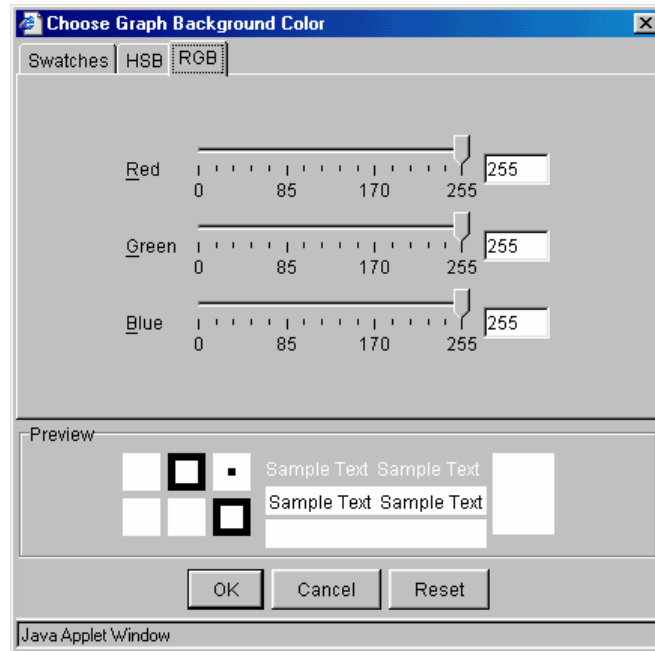 Choose Graph Background Color
Swatches HSB RGB
Red 255
0 85 170 255
Green 255
0 85 170 255
Blue 255
0 85 170 255
Preview
Sample Text Sample Text
Sample Text Sample Text
OK Cancel Reset
Java Applet Window